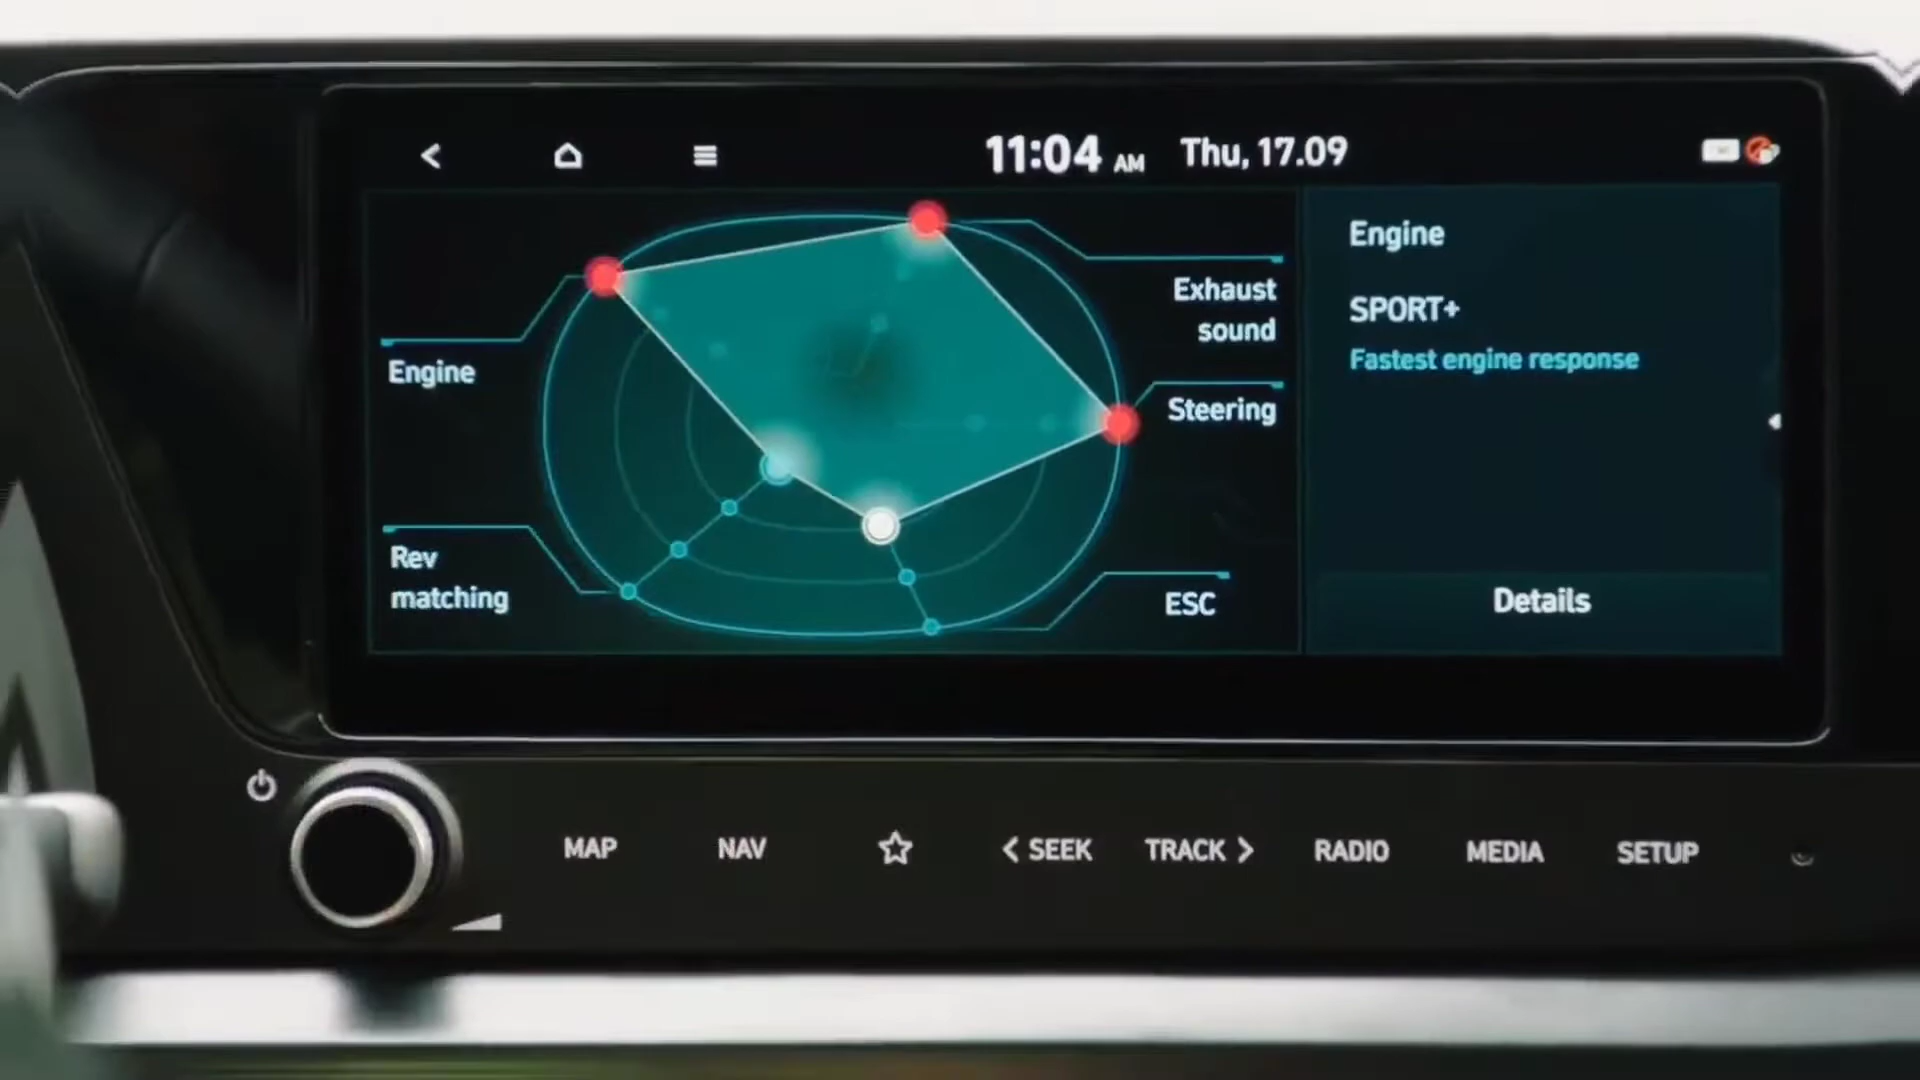 11:04 AM Thu, 17.09
Engine
Exhaust
sound
Steering
Rev
matching
ESC
Engine
SPORT+
Fastest engine response
Details
MAP
NAV
SEEK
TRACK
RADIO
MEDIA
SETUP